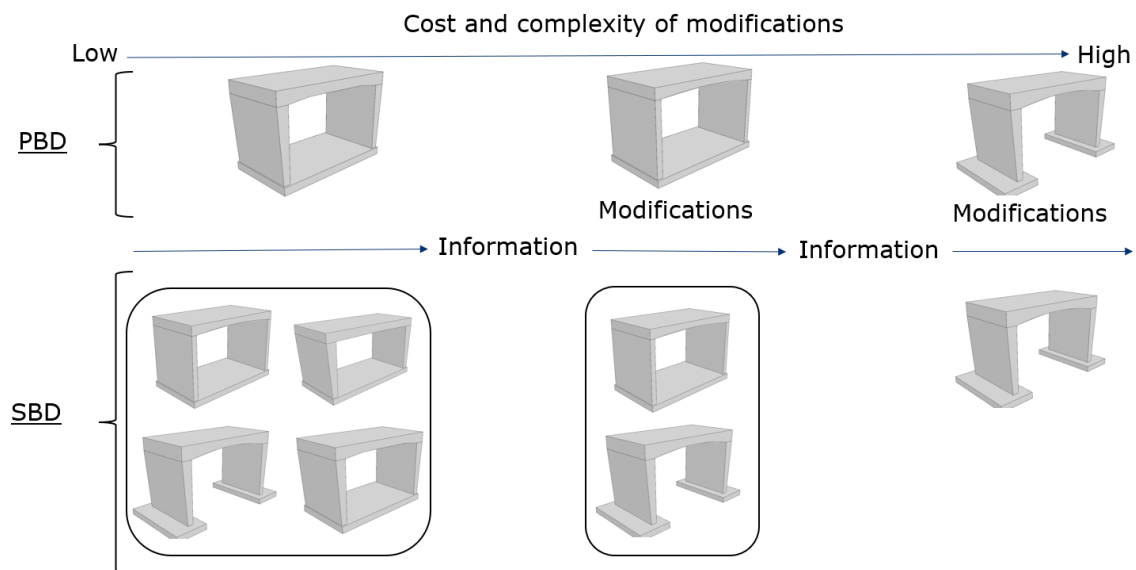 Cost and complexity of modifications
Low
High
PBD
Modifications
Modifications
Information
Information
SBD